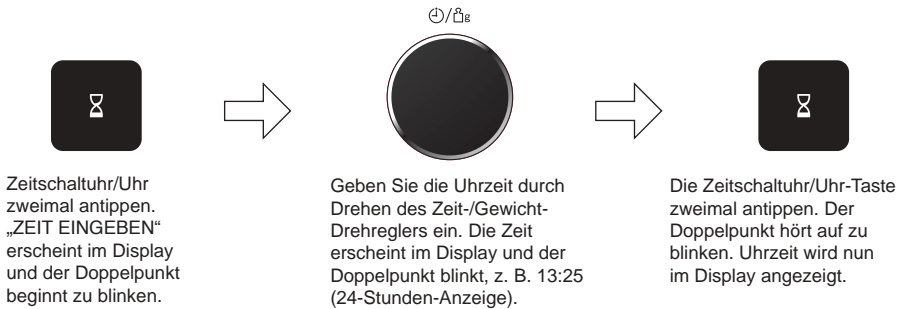 / g
Zeitschaltuhr/Uhr
zweimal antippen.
„ZEIT EINGEBEN“
erscheint im Display
und der Doppelpunkt
beginnt zu blinken.
Geben Sie die Uhrzeit durch
Drehen des Zeit-/Gewicht-
Drehreglers ein. Die Zeit
erscheint im Display und der
Doppelpunkt blinkt, z. B. 13:25
(24-Stunden-Anzeige).
Die Zeitschaltuhr/Uhr-Taste
zweimal antippen. Der
Doppelpunkt hört auf zu
blinken. Uhrzeit wird nun
im Display angezeigt.